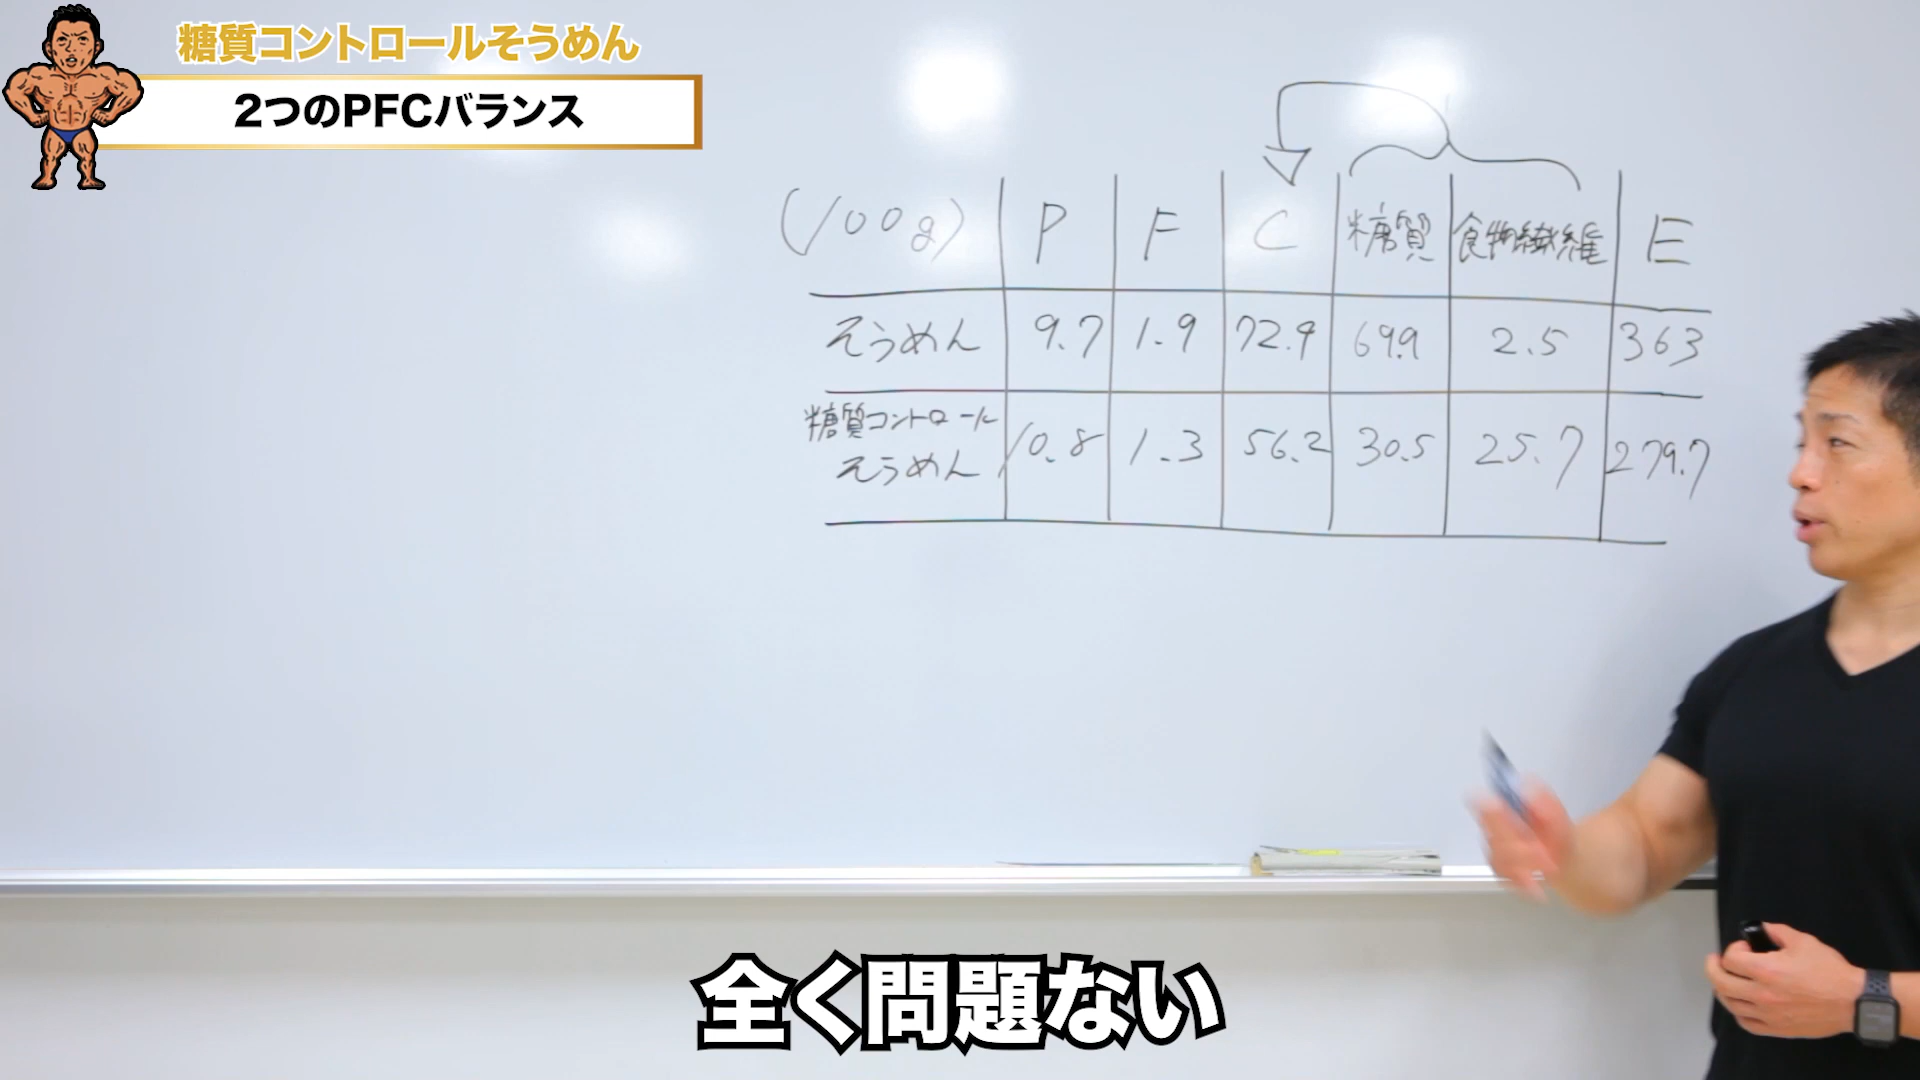 糖質コントロールそうめん
2つのPFCバランス
(100g) P F C 糖質 食物繊維 E
そうめん 9.7 1.9 72.4 69.9 2.5 363
糖質コントロール
そうめん 10.8 1.3 56.2 30.5 25.7 279.7
全く問題ない